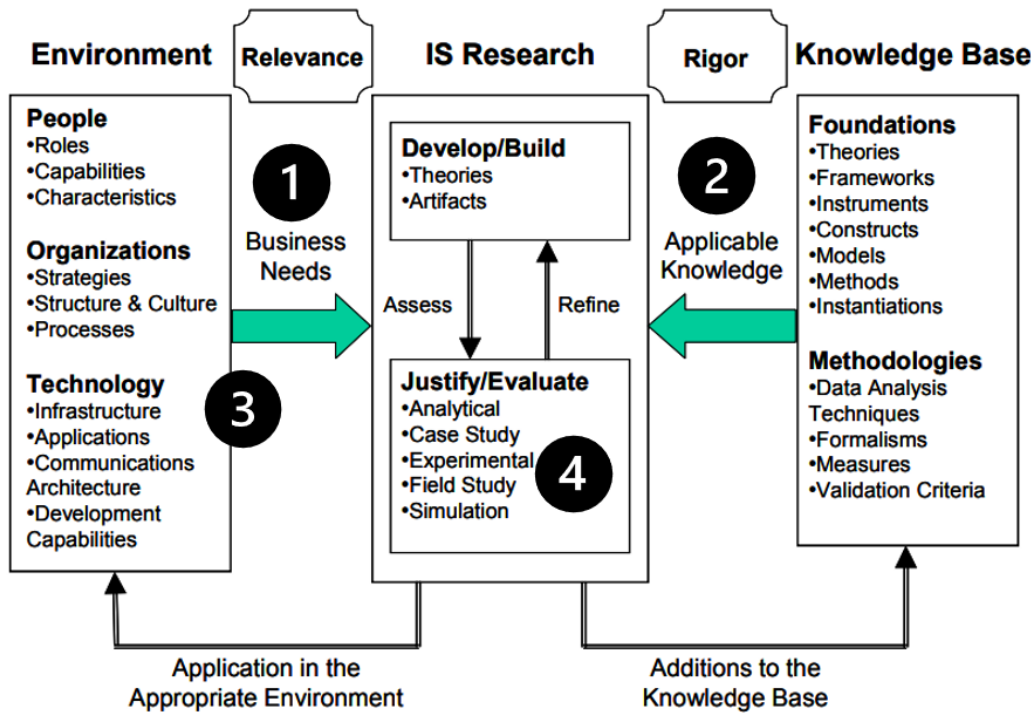 Environment
Relevance
IS Research
Rigor
Knowledge Base
People
•Roles
•Capabilities
•Characteristics
Organizations
•Strategies
•Structure & Culture
•Processes
Technology
•Infrastructure
•Applications
•Communications
Architecture
•Development
Capabilities
1
Business
Needs
3
Develop/Build
•Theories
•Artifacts
Assess
Refine
Justify/Evaluate
•Analytical
•Case Study
•Experimental
•Field Study
•Simulation
4
2
Applicable
Knowledge
Foundations
•Theories
•Frameworks
•Instruments
•Constructs
•Models
•Methods
•Instantiations
Methodologies
•Data Analysis
Techniques
•Formalisms
•Measures
•Validation Criteria
Application in the
Appropriate Environment
Additions to the
Knowledge Base